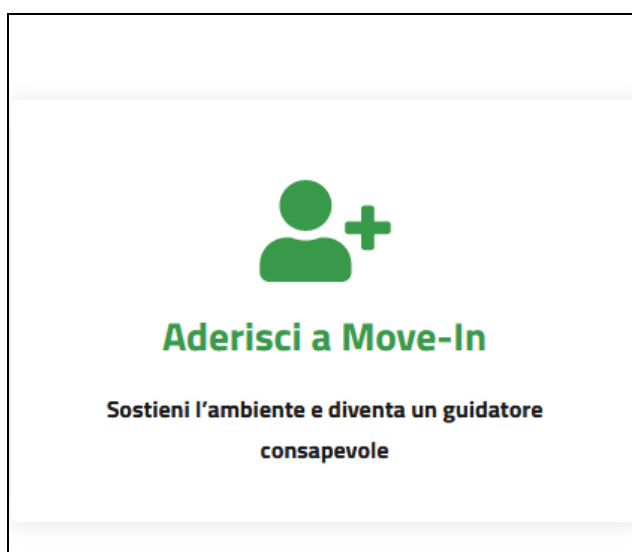 Aderisci a Move-In
Sostieni l’ambiente e diventa un guidatore
consapevole